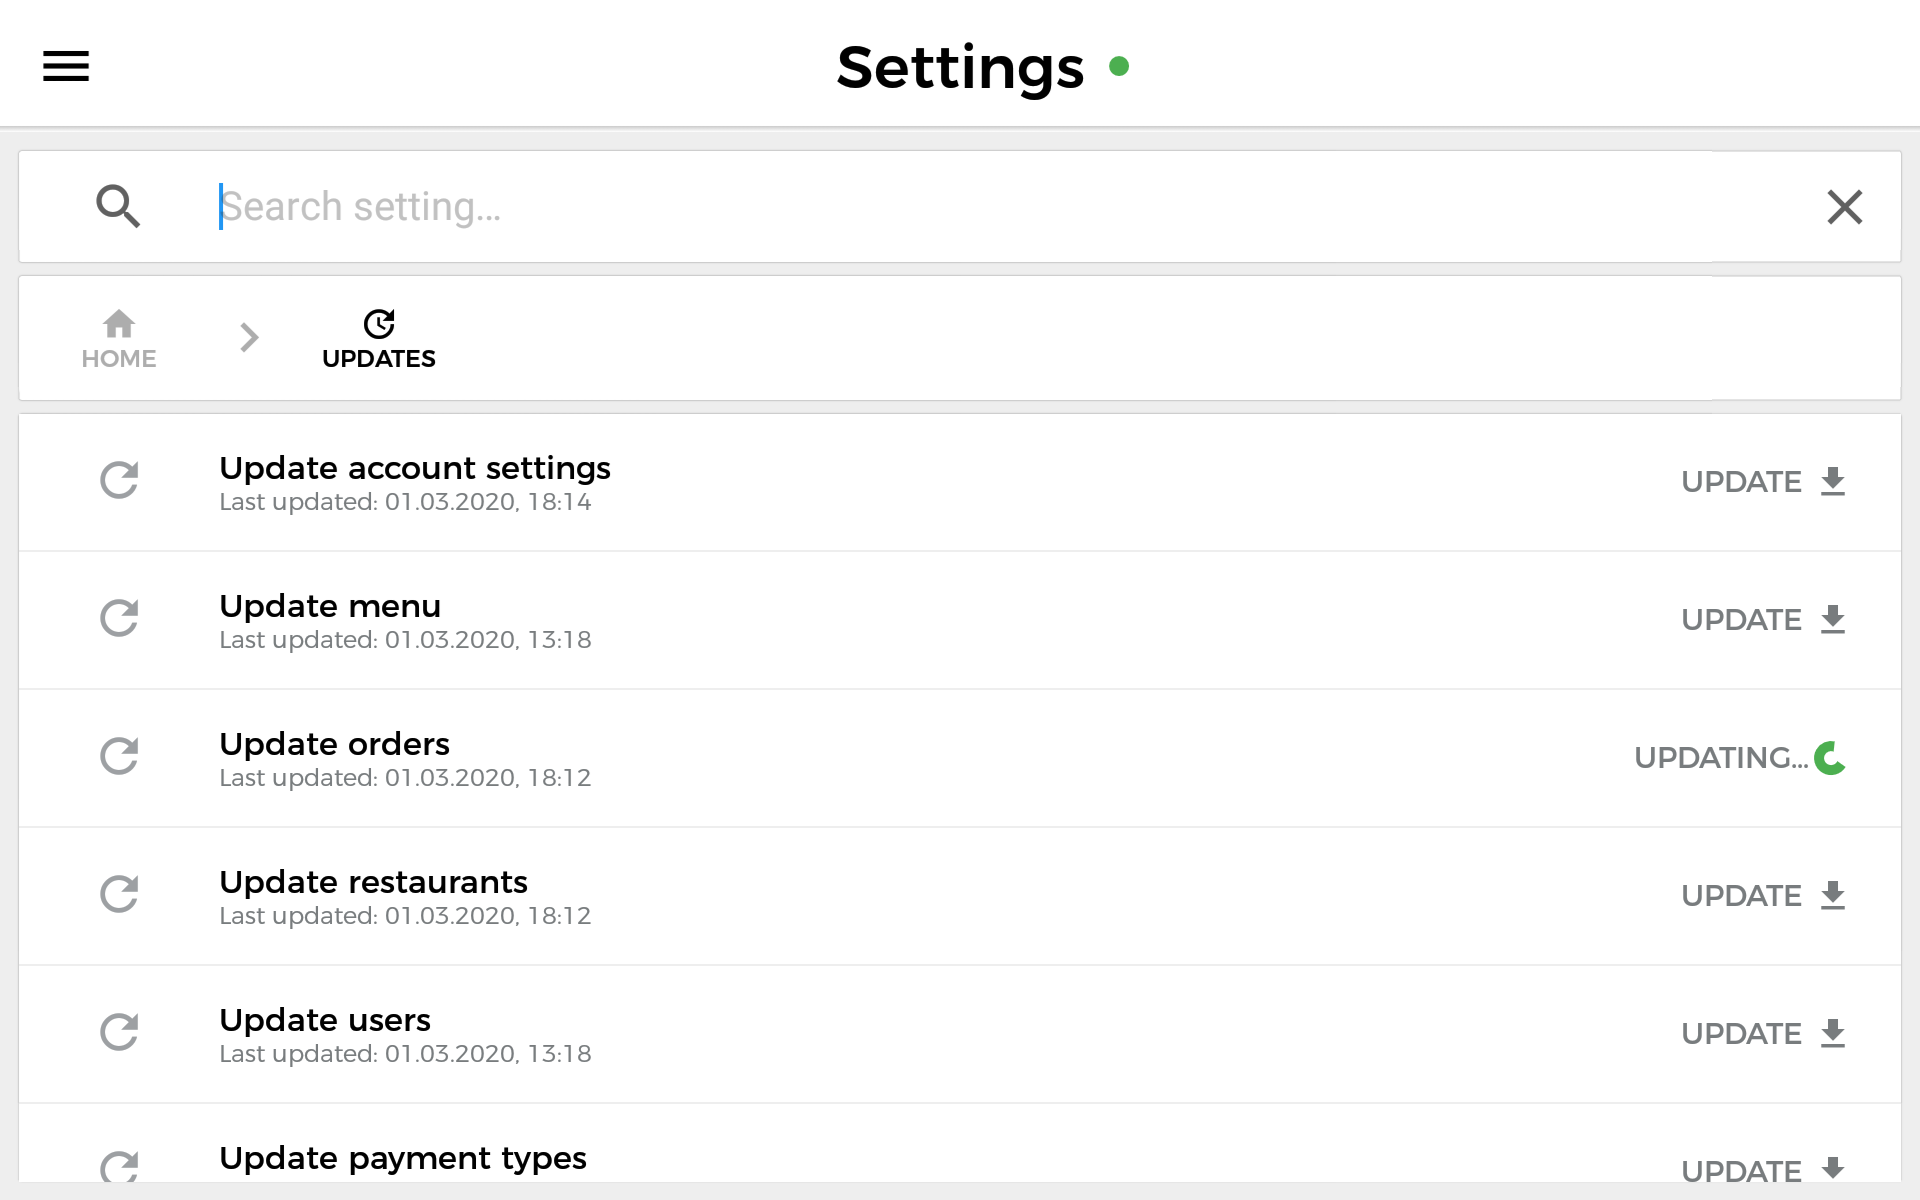 Settings
Search setting...
HOME
UPDATES
Update account settings
Last updated: 01.03.2020, 18:14
UPDATE
Update menu
Last updated: 01.03.2020, 13:18
UPDATE
Update orders
Last updated: 01.03.2020, 18:12
UPDATING...
Update restaurants
Last updated: 01.03.2020, 18:12
UPDATE
Update users
Last updated: 01.03.2020, 13:18
UPDATE
Update payment types
UPDATE